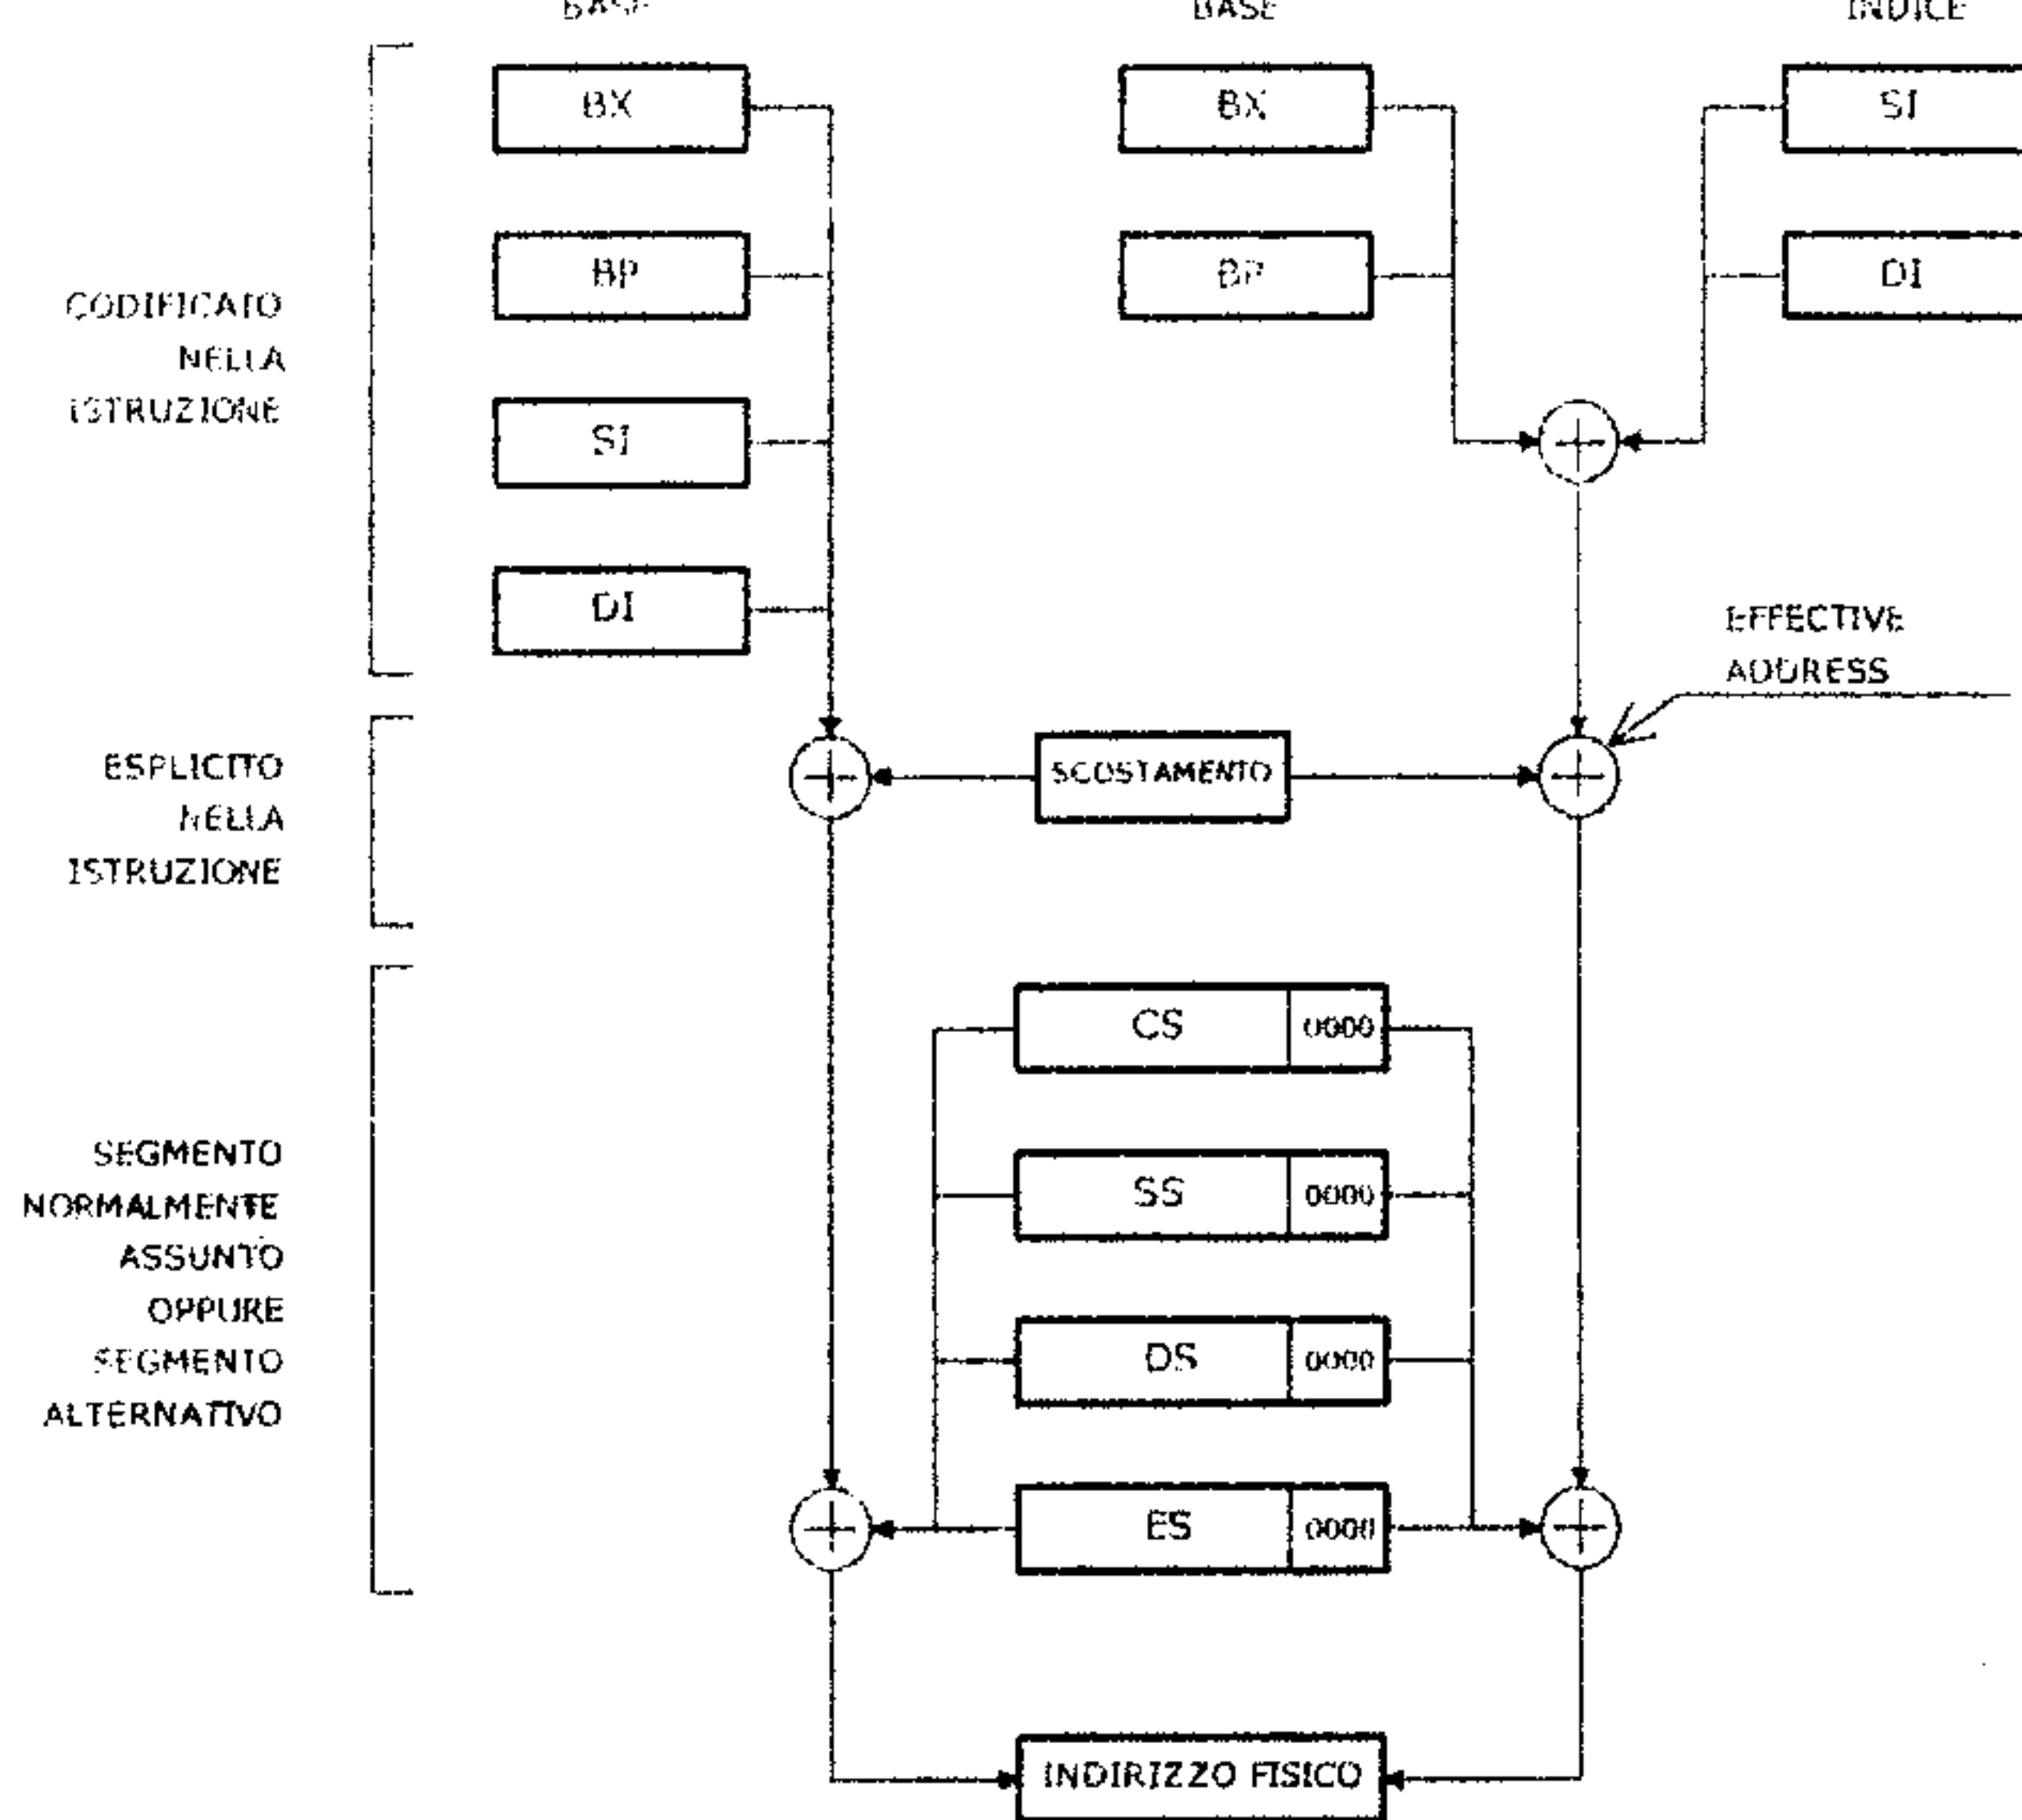 BASE
BASE
INDICE
BX
BX
SI
BP
BP
DI
CODIFICATO
NELLA
ISTRUZIONE
SI
DI
EFFECTIVE
ADDRESS
ESPLICITO
NELLA
ISTRUZIONE
SCOSTAMENTO
CS 0000
SS 0000
DS 0000
ES 0000
SEGMENTO
NORMALMENTE
ASSUNTO
OPPURE
SEGMENTO
ALTERNATIVO
INDIRIZZO FISICO